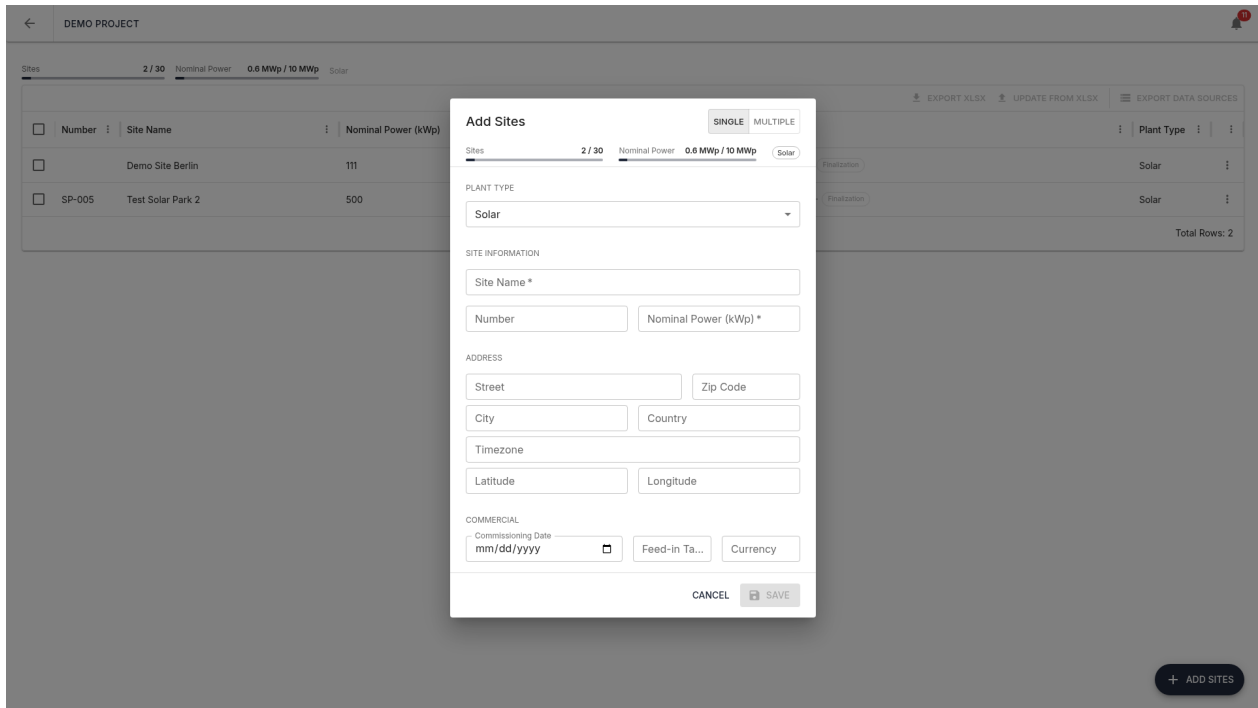 DEMO PROJECT
11
Sites 2 / 30 Nominal Power 0.6 MWp / 10 MWp Solar
EXPORT XLSX UPDATE FROM XLSX EXPORT DATA SOURCES
Number Site Name Nominal Power (kWp) Plant Type
Demo Site Berlin 111 Finalization Solar
SP-005 Test Solar Park 2 500 Finalization Solar
Total Rows: 2
Add Sites SINGLE MULTIPLE
Sites 2 / 30 Nominal Power 0.6 MWp / 10 MWp Solar
PLANT TYPE
Solar
SITE INFORMATION
Site Name *
Number Nominal Power (kWp) *
ADDRESS
Street Zip Code
City Country
Timezone
Latitude Longitude
COMMERCIAL
Commissioning Date
mm/dd/yyyy Feed-in Ta... Currency
CANCEL SAVE
+ ADD SITES